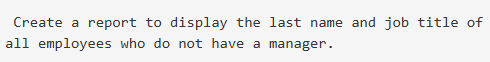 Create a report to display the last name and job title of
all employees who do not have a manager.